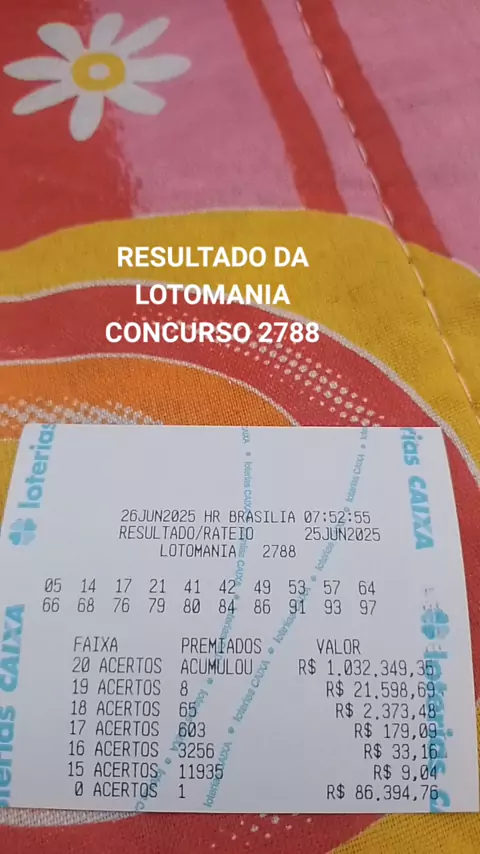 RESULTADO DA
LOTOMANIA
CONCURSO 2788
loterias CAIXA
26JUN2025 HR BRASILIA 07:52:55
RESULTADO/RATEIO 25JUN2025
LOTOMANIA 2788
05 14 17 21 41 42 49 53 57 64
66 68 76 79 80 84 86 91 93 97
FAIXA PREMIADOS VALOR
20 ACERTOS ACUMULOU R$ 1.032.349,35
19 ACERTOS 8 R$ 21.598,69
18 ACERTOS 65 R$ 2.373,48
17 ACERTOS 603 R$ 179,09
16 ACERTOS 3256 R$ 33,16
15 ACERTOS 11935 R$ 9,04
0 ACERTOS 1 R$ 86.394,76
loterias
loterias CAIXA
loterias